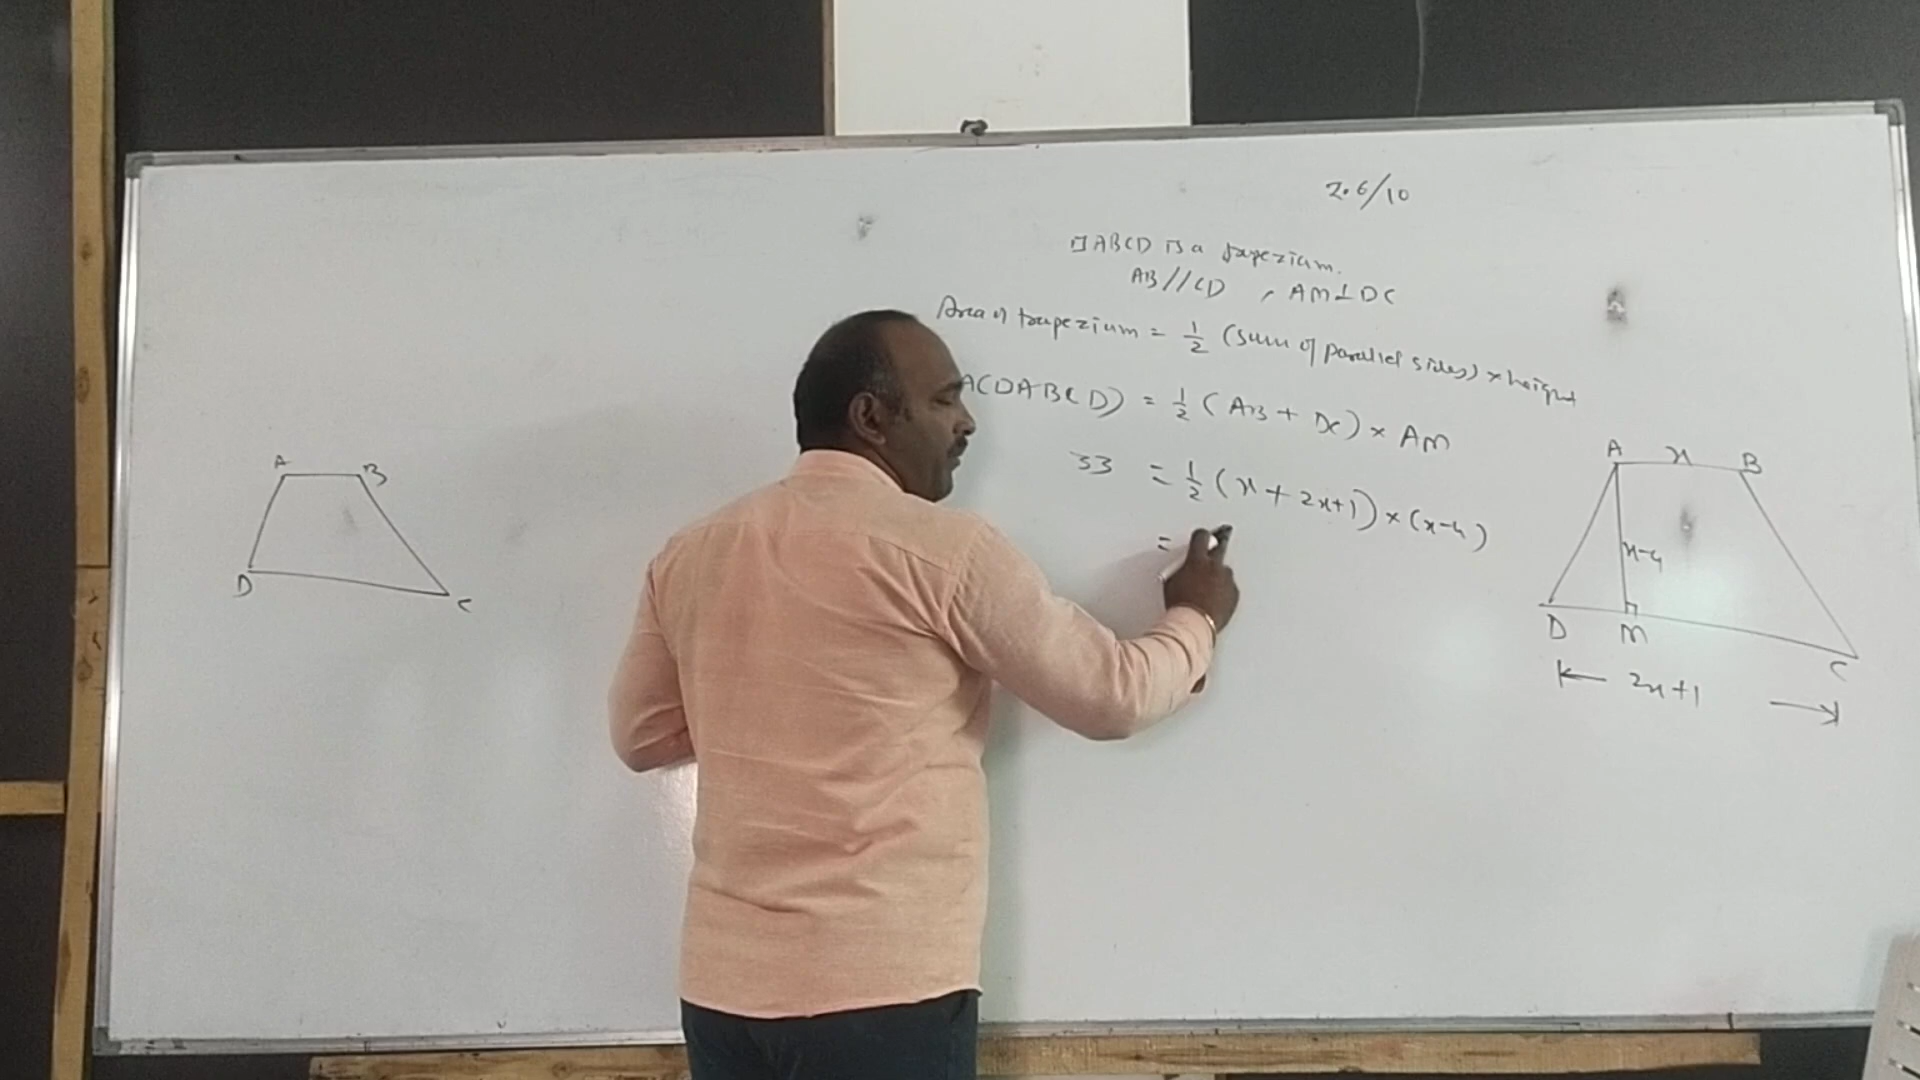 2.6/10
□ABCD is a trapezium.
AB//CD , AM⊥DC
Area of trapezium = 1/2 (sum of parallel sides) × height
A(□ABCD) = 1/2 (AB + DC) × AM
33 = 1/2 (x + 2x+1) × (x-4)
=
A B
D C
A x B
x-4
D M C
2x+1